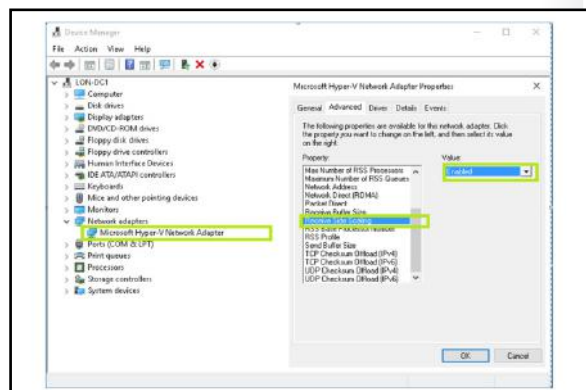 Device Manager
File Action View Help
LON-DC1
Computer
Disk drives
Display adapters
DVD/CD-ROM drives
Floppy disk drives
Floppy drive controllers
Human Interface Devices
IDE ATA/ATAPI controllers
Keyboards
Mice and other pointing devices
Monitors
Network adapters
Microsoft Hyper-V Network Adapter
Ports (COM & LPT)
Print queues
Processors
Storage controllers
System devices
Microsoft Hyper-V Network Adapter Properties
General Advanced Driver Details Events
The following properties are available for this network adapter. Click
the property you want to change on the left, and then select its value
on the right.
Property:
Value:
Max Number of RSS Processors
Maximum Number of RSS Queues
Network Address
Network Direct (RDMA)
Packet Direct
Receive Buffer Size
Receive Side Scaling
RSS Base Processor Number
RSS Profile
Send Buffer Size
TCP Checksum Offload (IPv4)
TCP Checksum Offload (IPv6)
UDP Checksum Offload (IPv4)
UDP Checksum Offload (IPv6)
Enabled
OK Cancel